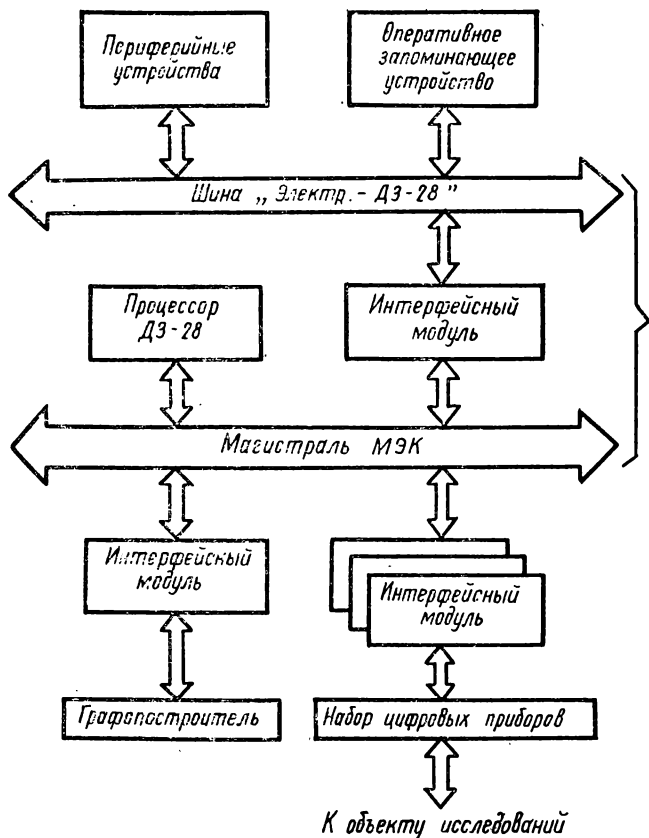 Периферийные
устройства
Оперативное
запоминающее
устройство
Шина „Электр.-ДЗ-28"
Процессор
ДЗ-28
Интерфейсный
модуль
Магистраль МЭК
Интерфейсный
модуль
Интерфейсный
модуль
Графопостроитель
Набор цифровых приборов
К объекту исследований